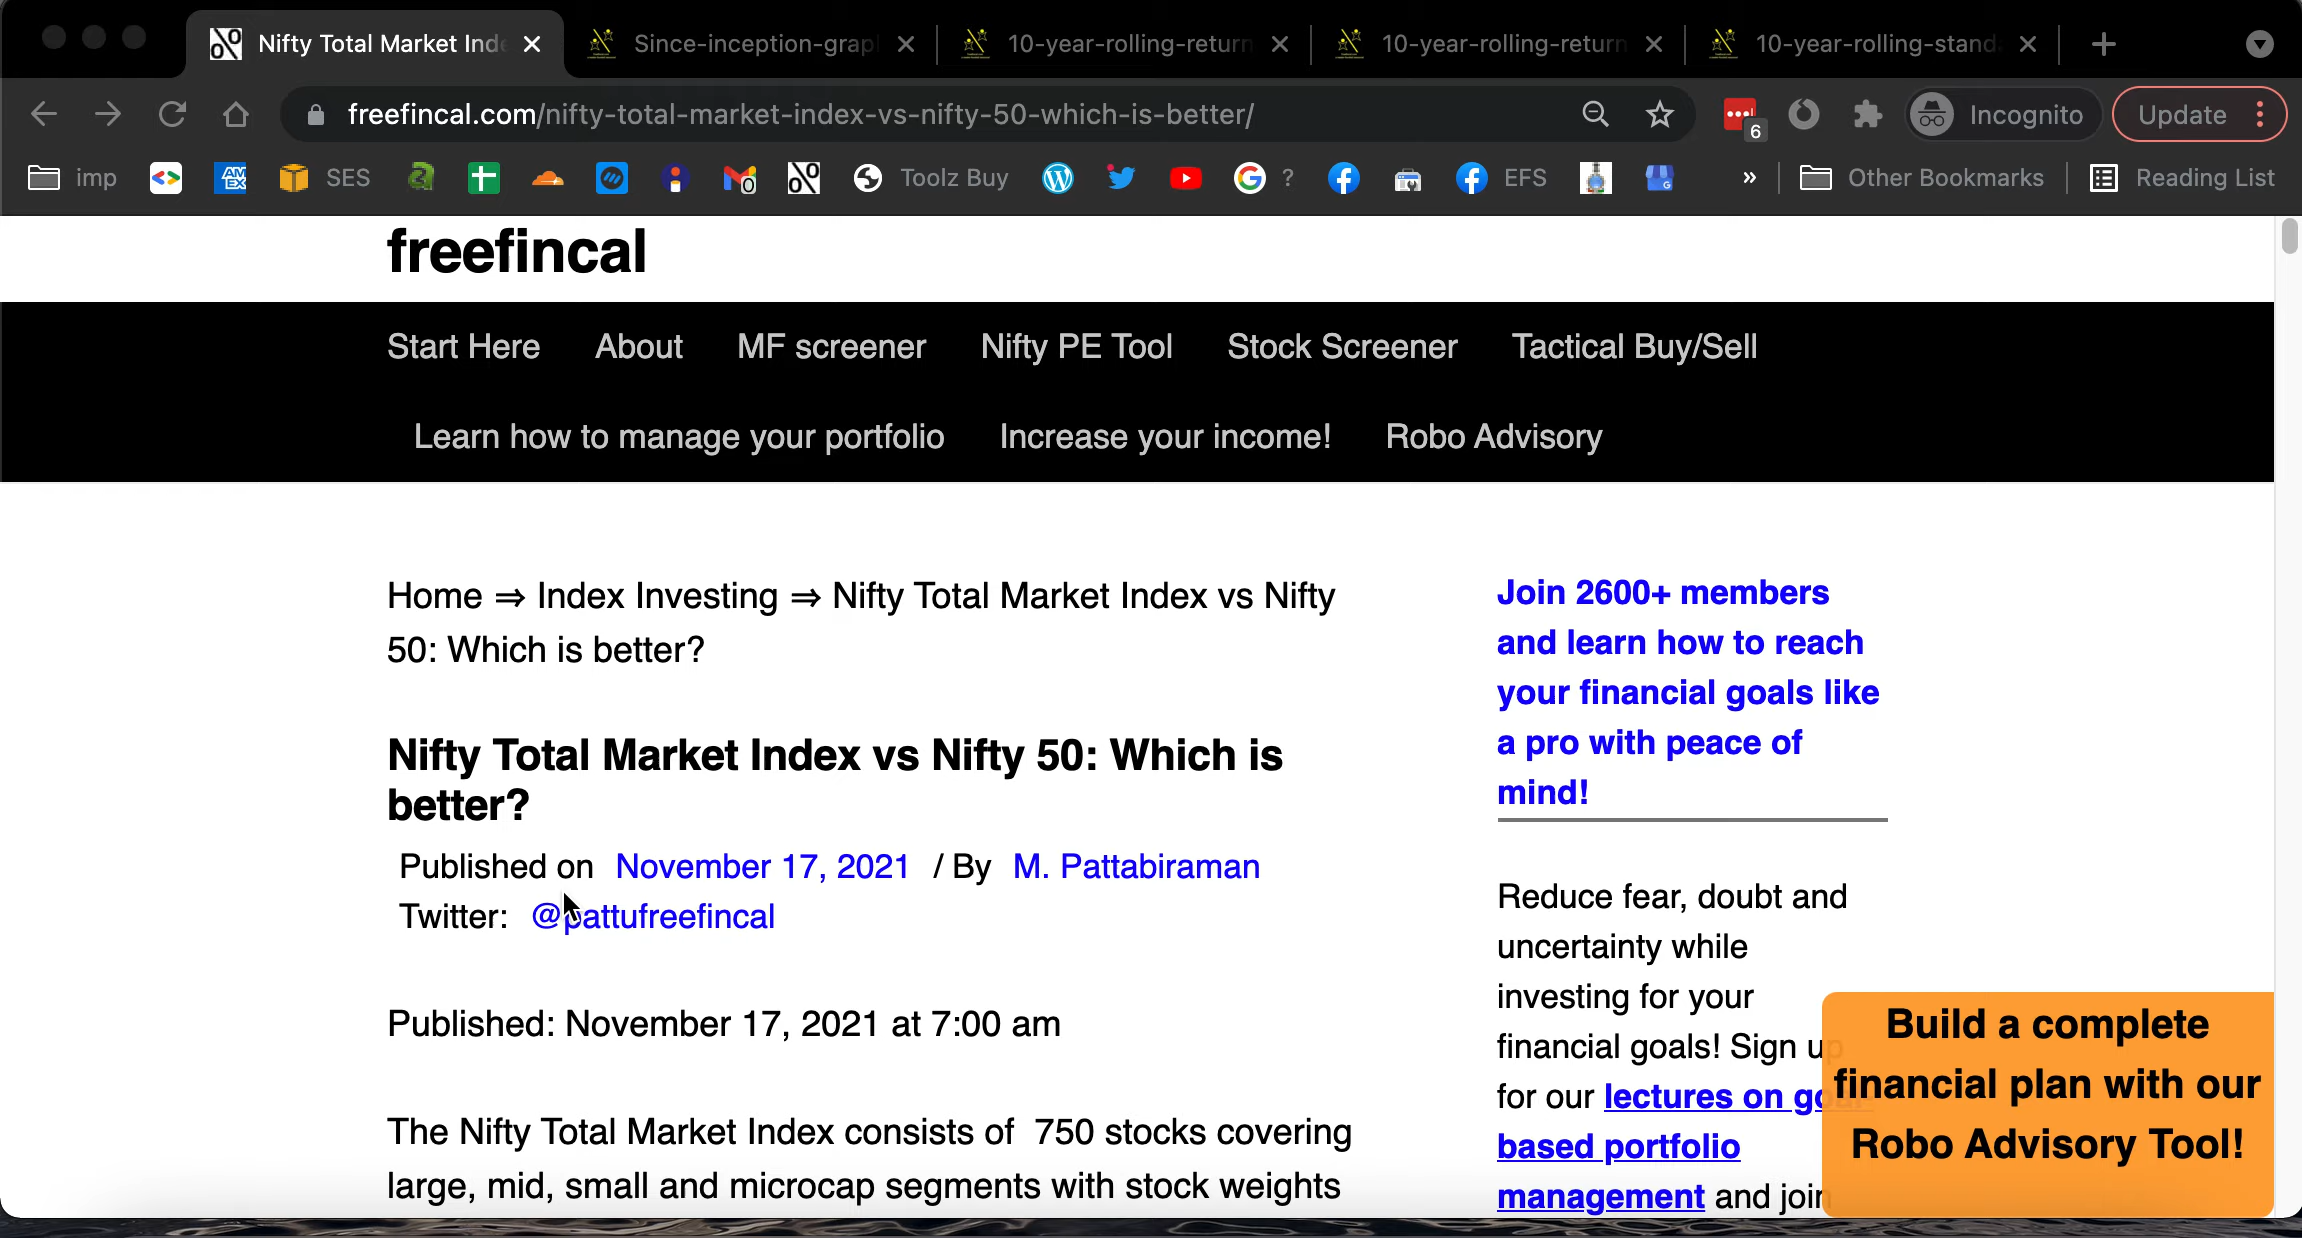 Nifty Total Market Inde
Since-inception-grap
10-year-rolling-return
10-year-rolling-return
10-year-rolling-stand
freefincal.com/nifty-total-market-index-vs-nifty-50-which-is-better/
6
Incognito
Update
imp
AM
EX
SES
0
Toolz Buy
?
EFS
»
Other Bookmarks
Reading List
freefincal
Start Here About MF screener Nifty PE Tool Stock Screener Tactical Buy/Sell
Learn how to manage your portfolio Increase your income! Robo Advisory
Home ⇒ Index Investing ⇒ Nifty Total Market Index vs Nifty
50: Which is better?
Nifty Total Market Index vs Nifty 50: Which is
better?
Published on November 17, 2021 / By M. Pattabiraman
Twitter: @pattufreefincal
Published: November 17, 2021 at 7:00 am
The Nifty Total Market Index consists of 750 stocks covering
large, mid, small and microcap segments with stock weights
Join 2600+ members
and learn how to reach
your financial goals like
a pro with peace of
mind!
Reduce fear, doubt and
uncertainty while
investing for your
financial goals! Sign up
for our lectures on goal-
based portfolio
management and join
Build a complete
financial plan with our
Robo Advisory Tool!